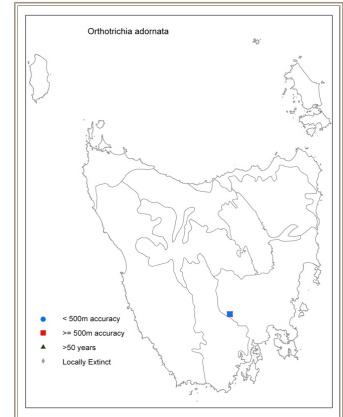 Orthotrichia adornata
< 500m accuracy
>= 500m accuracy
>50 years
Locally Extinct